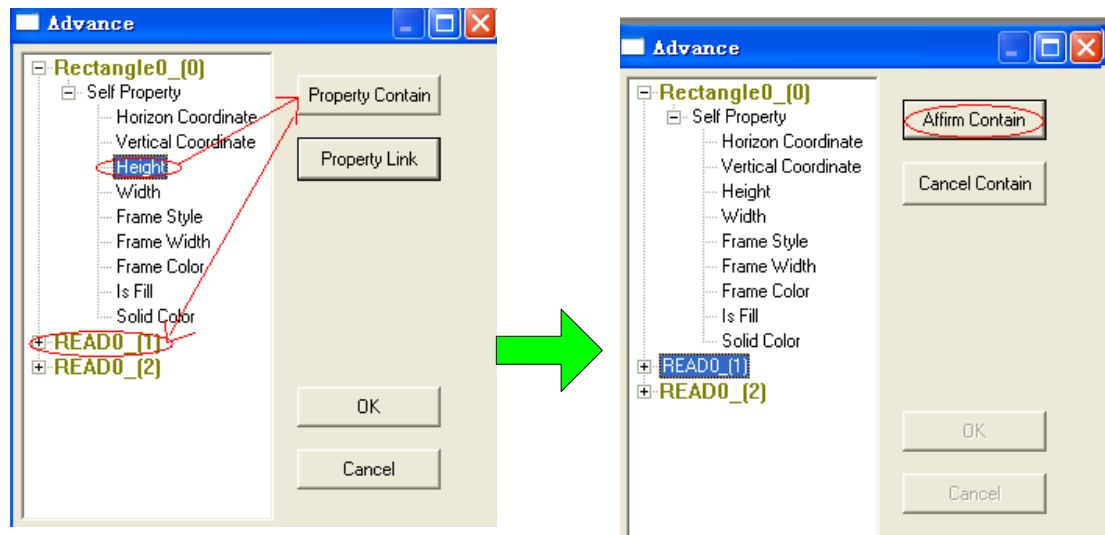 Advance
Rectangle0_(0)
Self Property
Horizon Coordinate
Vertical Coordinate
Height
Width
Frame Style
Frame Width
Frame Color
Is Fill
Solid Color
READ0_(1)
READ0_(2)
Property Contain
Property Link
OK
Cancel
Advance
Rectangle0_(0)
Self Property
Horizon Coordinate
Vertical Coordinate
Height
Width
Frame Style
Frame Width
Frame Color
Is Fill
Solid Color
READ0_(1)
READ0_(2)
Affirm Contain
Cancel Contain
OK
Cancel